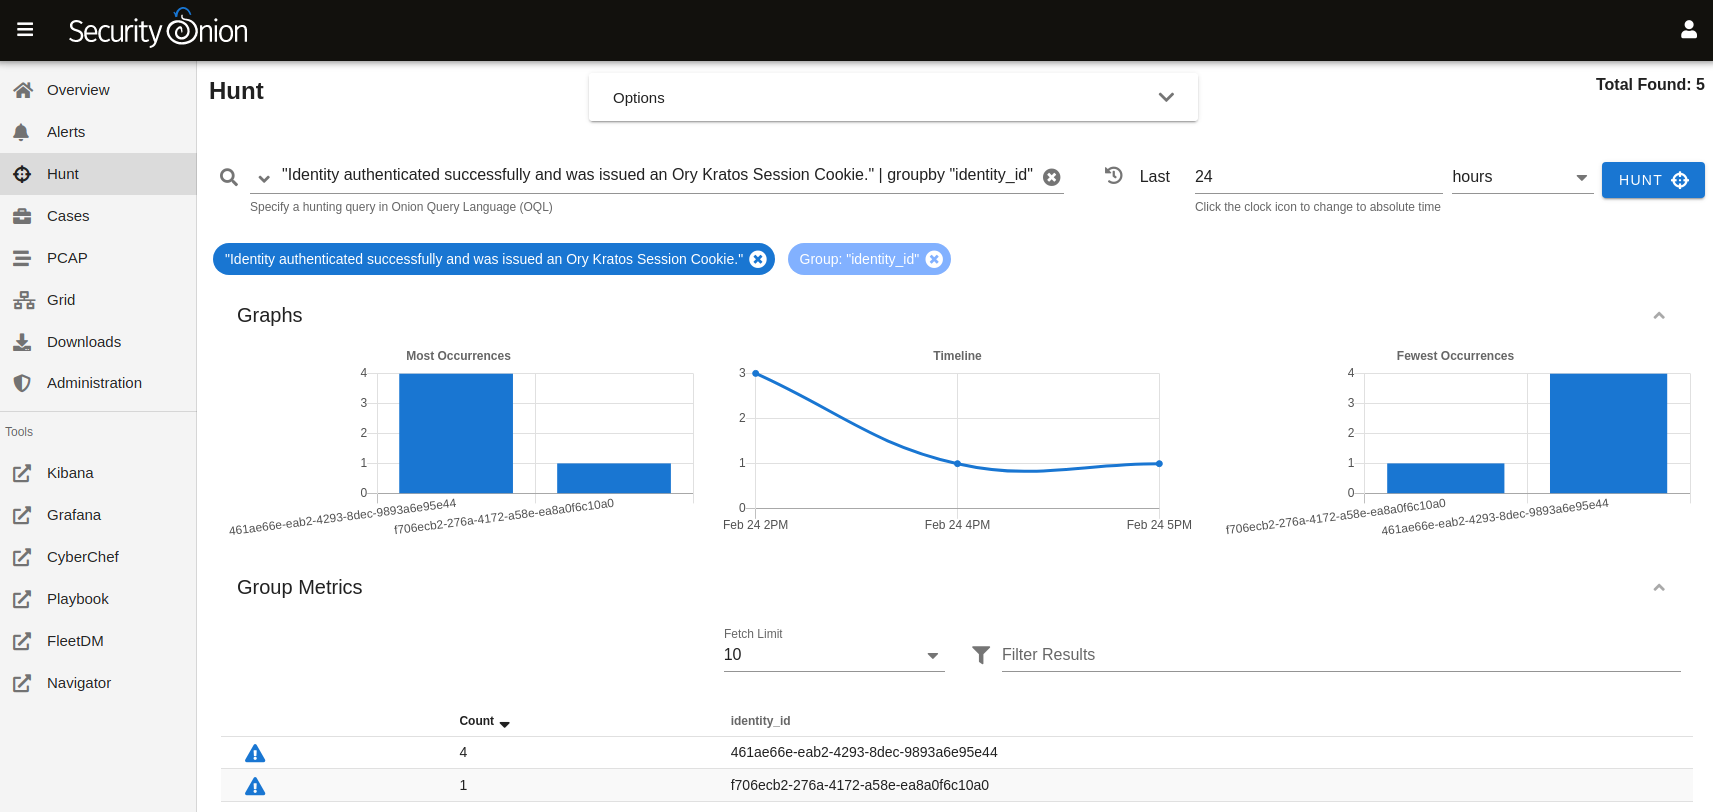 Security Onion
Overview
Alerts
Hunt
Cases
PCAP
Grid
Downloads
Administration
Tools
Kibana
Grafana
CyberChef
Playbook
FleetDM
Navigator
Hunt
Options
Total Found: 5
"Identity authenticated successfully and was issued an Ory Kratos Session Cookie." | groupby "identity_id"
Specify a hunting query in Onion Query Language (OQL)
Last
24
hours
HUNT
Click the clock icon to change to absolute time
"Identity authenticated successfully and was issued an Ory Kratos Session Cookie."
Group: "identity_id"
Graphs
Most Occurrences
4
3
2
1
0
461ae66e-eab2-4293-8dec-9893a6e95e44
f706ecb2-276a-4172-a58e-ea8a0f6c10a0
Timeline
3
2
1
0
Feb 24 2PM
Feb 24 4PM
Feb 24 5PM
Fewest Occurrences
4
3
2
1
0
f706ecb2-276a-4172-a58e-ea8a0f6c10a0
461ae66e-eab2-4293-8dec-9893a6e95e44
Group Metrics
Fetch Limit
10
Filter Results
Count identity_id
4 461ae66e-eab2-4293-8dec-9893a6e95e44
1 f706ecb2-276a-4172-a58e-ea8a0f6c10a0